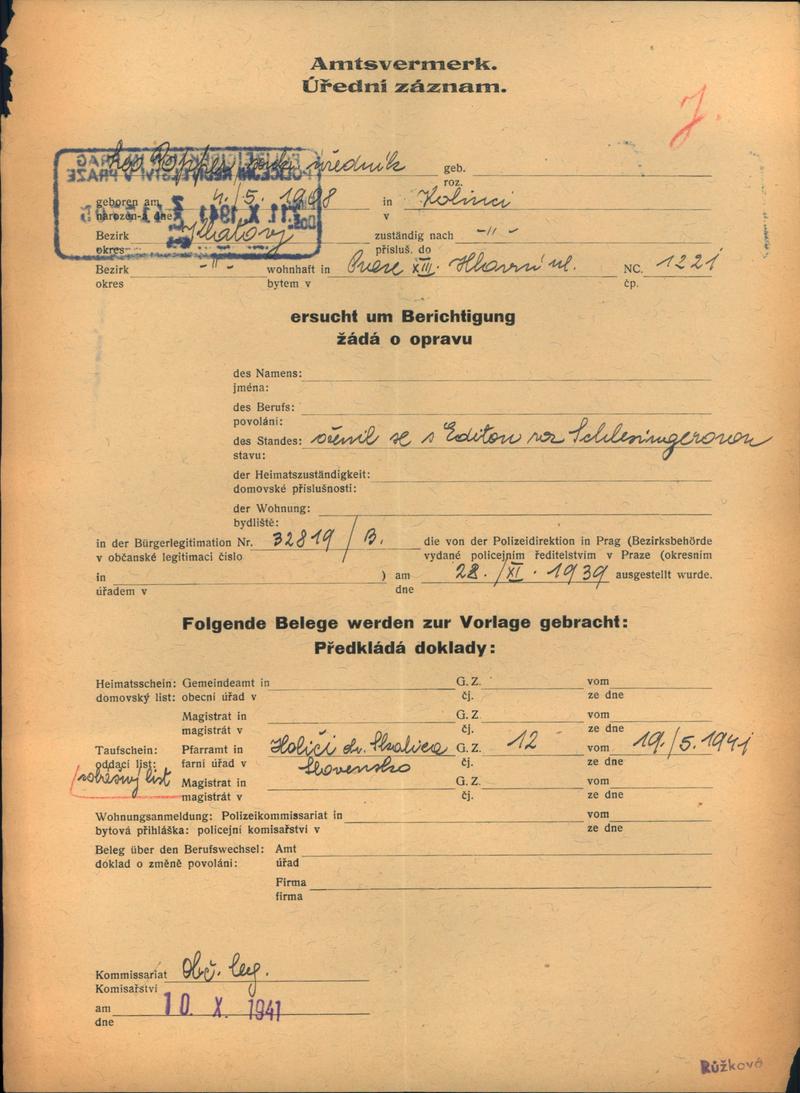 Amtsvermerk.
Úřední záznam.
J.
Popper, úředník geb.
roz.
geboren am 4./5. 1908 in Kolinci
narozen-a dne v
Bezirk Klatovy zuständig nach -"-
okres přísluš. do
Bezirk -"- wohnhaft in Praze XIII. Hlavní ul. NC. 1221
okres bytem v čp.
ersucht um Berichtigung
žádá o opravu
des Namens:
jména:
des Berufs:
povolání:
des Standes: oženil se s Editou roz Schlesingerovou
stavu:
der Heimatszuständigkeit:
domovské příslušnosti:
der Wohnung:
bydliště:
in der Bürgerlegitimation Nr. 32819/B. die von der Polizeidirektion in Prag (Bezirksbehörde
v občanské legitimaci číslo vydané policejním ředitelstvím v Praze (okresním
in ) am 28./XI. 1939 ausgestellt wurde.
úřadem v dne
Folgende Belege werden zur Vorlage gebracht:
Předkládá doklady:
Heimatsschein: Gemeindeamt in G. Z. vom
domovský list: obecní úřad v čj. ze dne
Magistrat in G. Z vom
magistrát v čj. ze dne
Taufschein: Pfarramt in Holíči Skalica G. Z. 12 vom 19./5. 1941
oddací list: farní úřad v Slovensko čj. ze dne
list Magistrat in G. Z. vom
magistrát v čj. ze dne
Wohnungsanmeldung: Polizeikommissariat in vom
bytová přihláška: policejní komisařství v ze dne
Beleg über den Berufswechsel: Amt
doklad o změně povolání: úřad
Firma
firma
Kommissariat Obč. leg.
Komisařství
am 10. X. 1941
dne
Růžková